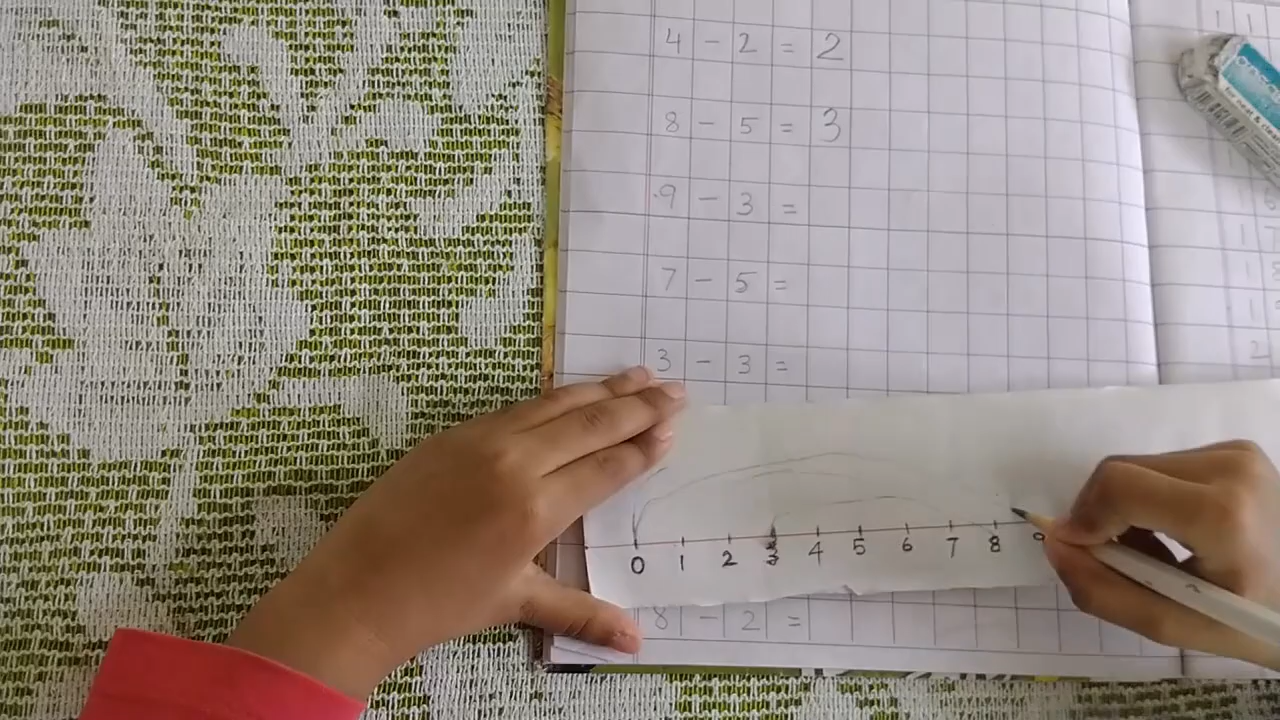 4 - 2 = 2
8 - 5 = 3
9 - 3 =
7 - 5 =
3 - 3 =
0 1 2 3 4 5 6 7 8 9
8 - 2 =